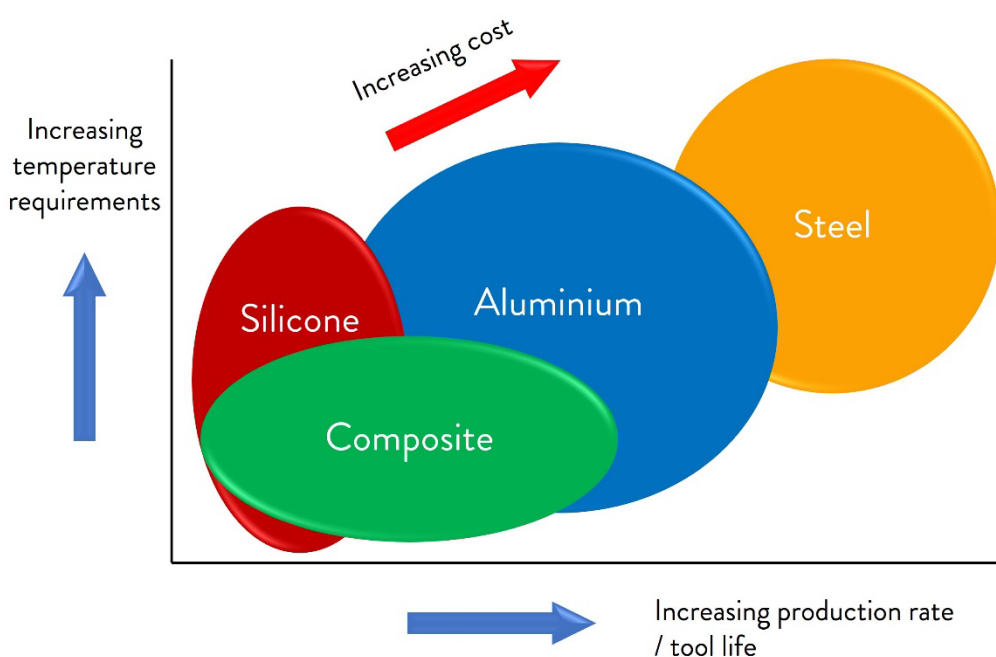 Increasing cost
Increasing
temperature
requirements
Steel
Aluminium
Silicone
Composite
Increasing production rate
/ tool life